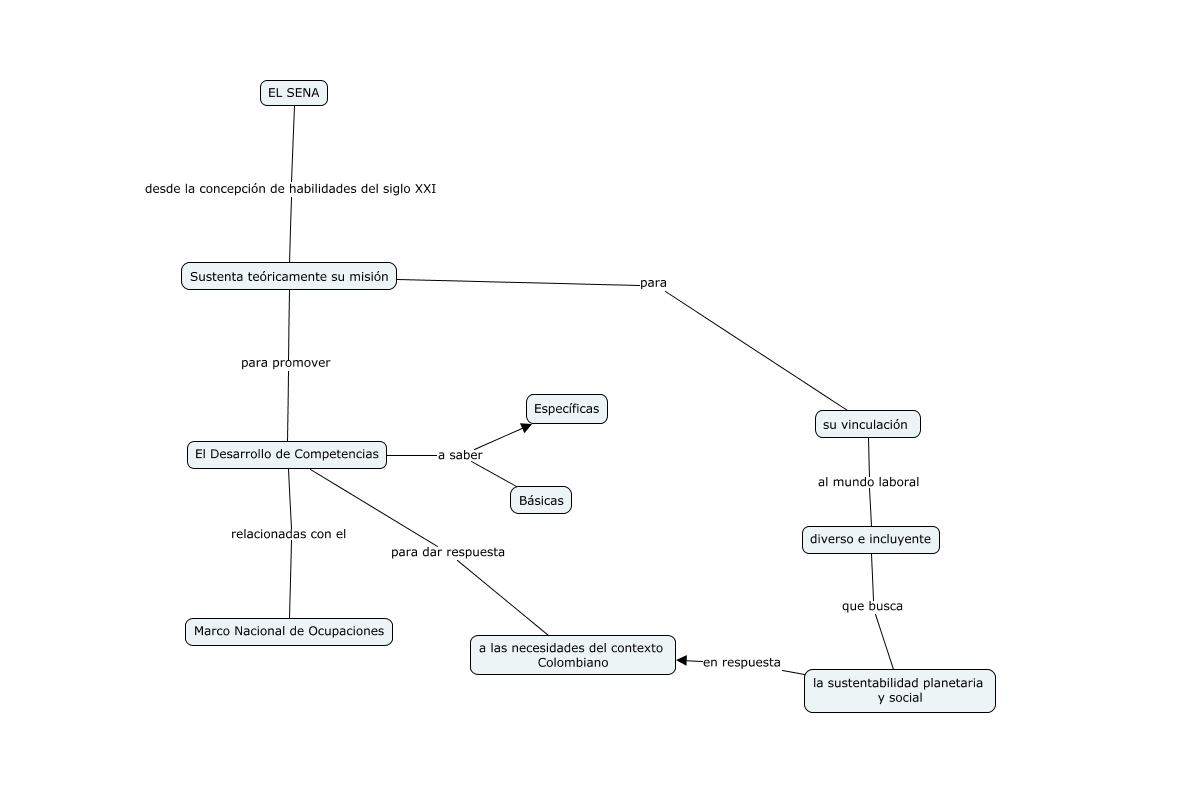 EL SENA
desde la concepción de habilidades del siglo XXI
Sustenta teóricamente su misión
para
para promover
Específicas
su vinculación
El Desarrollo de Competencias
a saber
al mundo laboral
Básicas
relacionadas con el
diverso e incluyente
para dar respuesta
que busca
Marco Nacional de Ocupaciones
a las necesidades del contexto
Colombiano
en respuesta
la sustentabilidad planetaria
y social